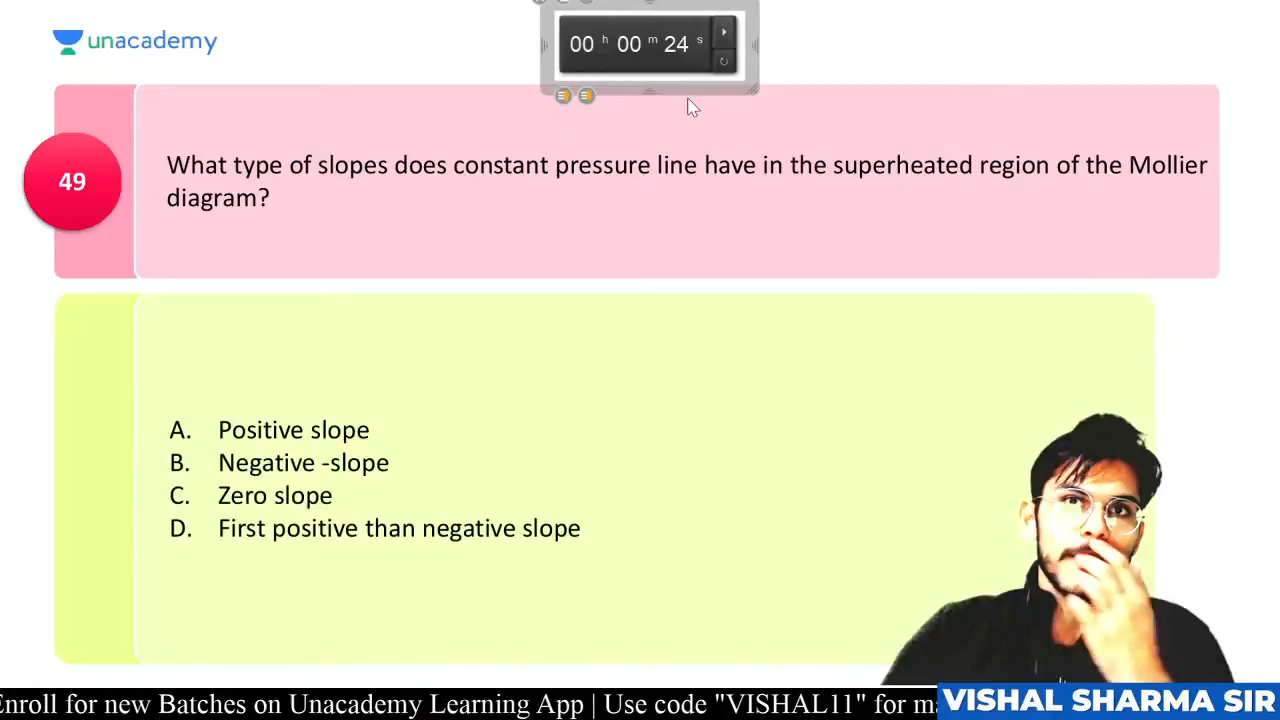 unacademy
00 h 00 m 24 s
49
What type of slopes does constant pressure line have in the superheated region of the Mollier
diagram?
A. Positive slope
B. Negative -slope
C. Zero slope
D. First positive than negative slope
Enroll for new Batches on Unacademy Learning App | Use code "VISHAL11" for
VISHAL SHARMA SIR